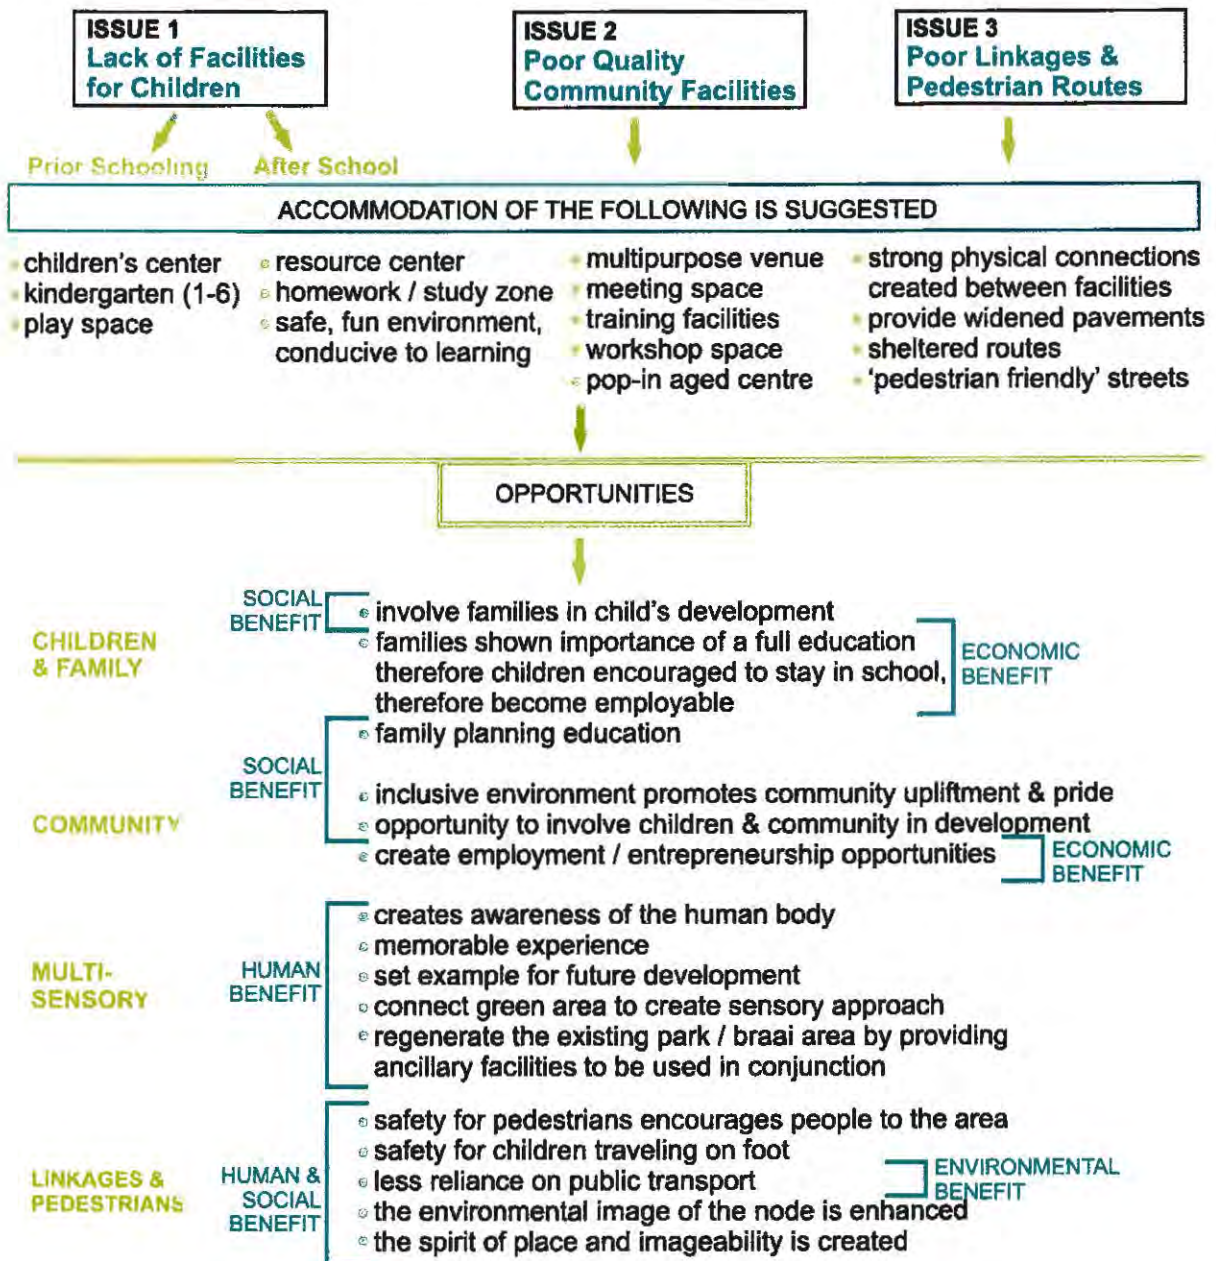 ISSUE 1
Lack of Facilities
for Children
ISSUE 2
Poor Quality
Community Facilities
ISSUE 3
Poor Linkages &
Pedestrian Routes
Prior Schooling
After School
ACCOMMODATION OF THE FOLLOWING IS SUGGESTED
children's center
kindergarten (1-6)
play space
resource center
homework / study zone
safe, fun environment,
conducive to learning
multipurpose venue
meeting space
training facilities
workshop space
pop-in aged centre
strong physical connections
created between facilities
provide widened pavements
sheltered routes
'pedestrian friendly' streets
OPPORTUNITIES
CHILDREN
& FAMILY
SOCIAL
BENEFIT
involve families in child's development
families shown importance of a full education
therefore children encouraged to stay in school,
therefore become employable
ECONOMIC
BENEFIT
family planning education
SOCIAL
BENEFIT
COMMUNITY
inclusive environment promotes community upliftment & pride
opportunity to involve children & community in development
create employment / entrepreneurship opportunities
ECONOMIC
BENEFIT
MULTI-
SENSORY
HUMAN
BENEFIT
creates awareness of the human body
memorable experience
set example for future development
connect green area to create sensory approach
regenerate the existing park / braai area by providing
ancillary facilities to be used in conjunction
LINKAGES &
PEDESTRIANS
HUMAN &
SOCIAL
BENEFIT
safety for pedestrians encourages people to the area
safety for children traveling on foot
less reliance on public transport
the environmental image of the node is enhanced
the spirit of place and imageability is created
ENVIRONMENTAL
BENEFIT